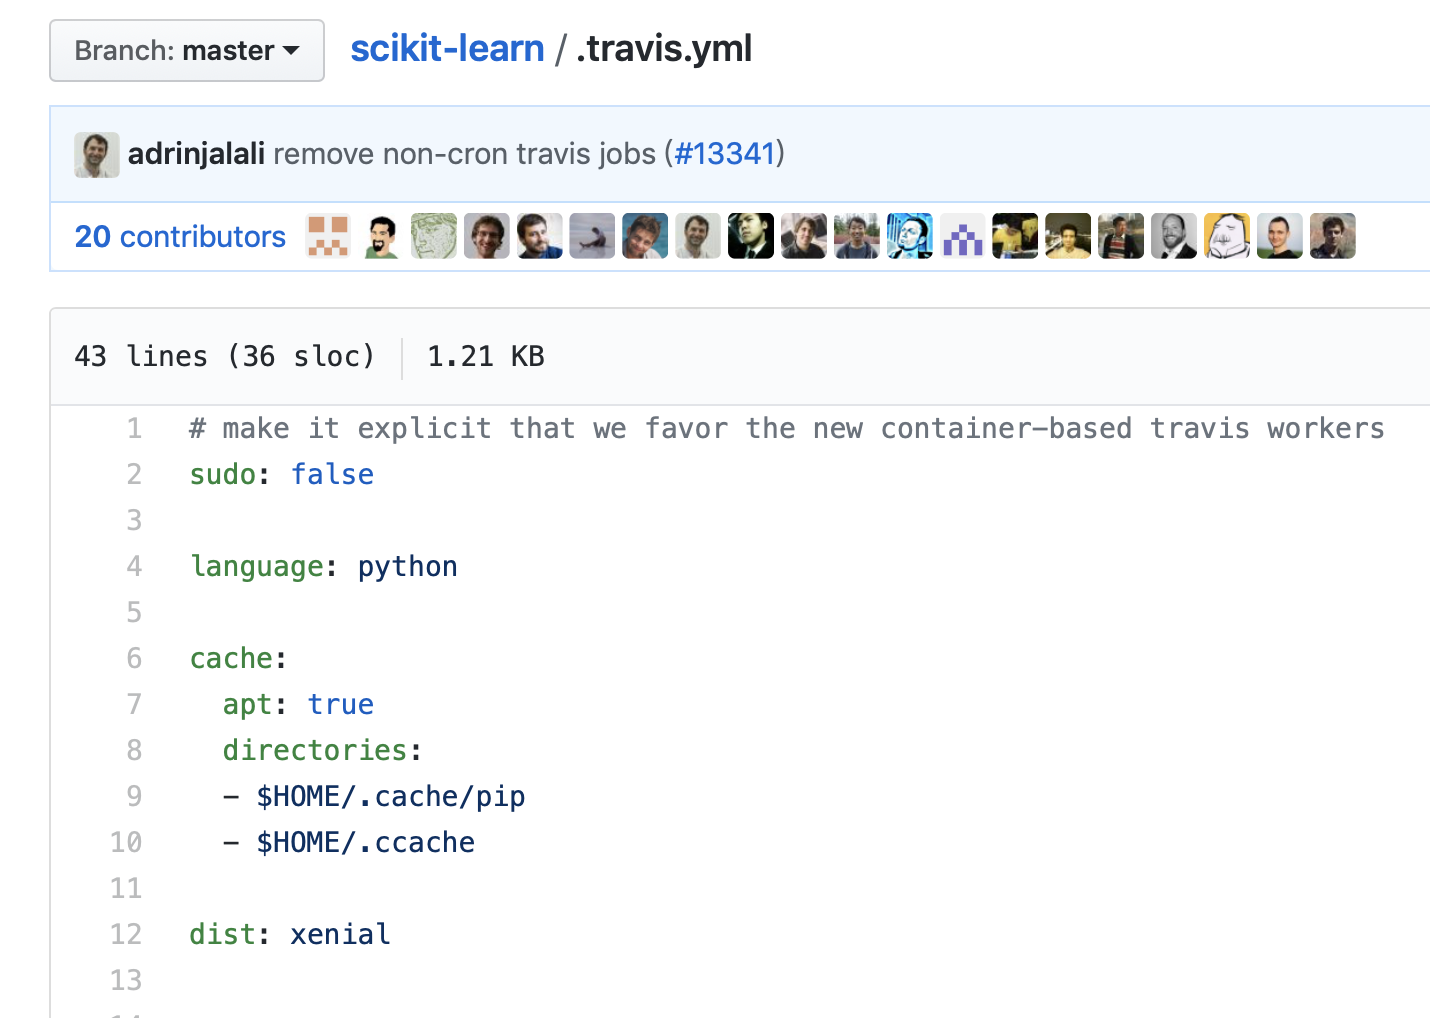 Branch: master
scikit-learn / .travis.yml
adrinjalali remove non-cron travis jobs (#13341)
20 contributors
43 lines (36 sloc) 1.21 KB
1 # make it explicit that we favor the new container-based travis workers
2 sudo: false
3
4 language: python
5
6 cache:
7 apt: true
8 directories:
9 - $HOME/.cache/pip
10 - $HOME/.ccache
11
12 dist: xenial
13